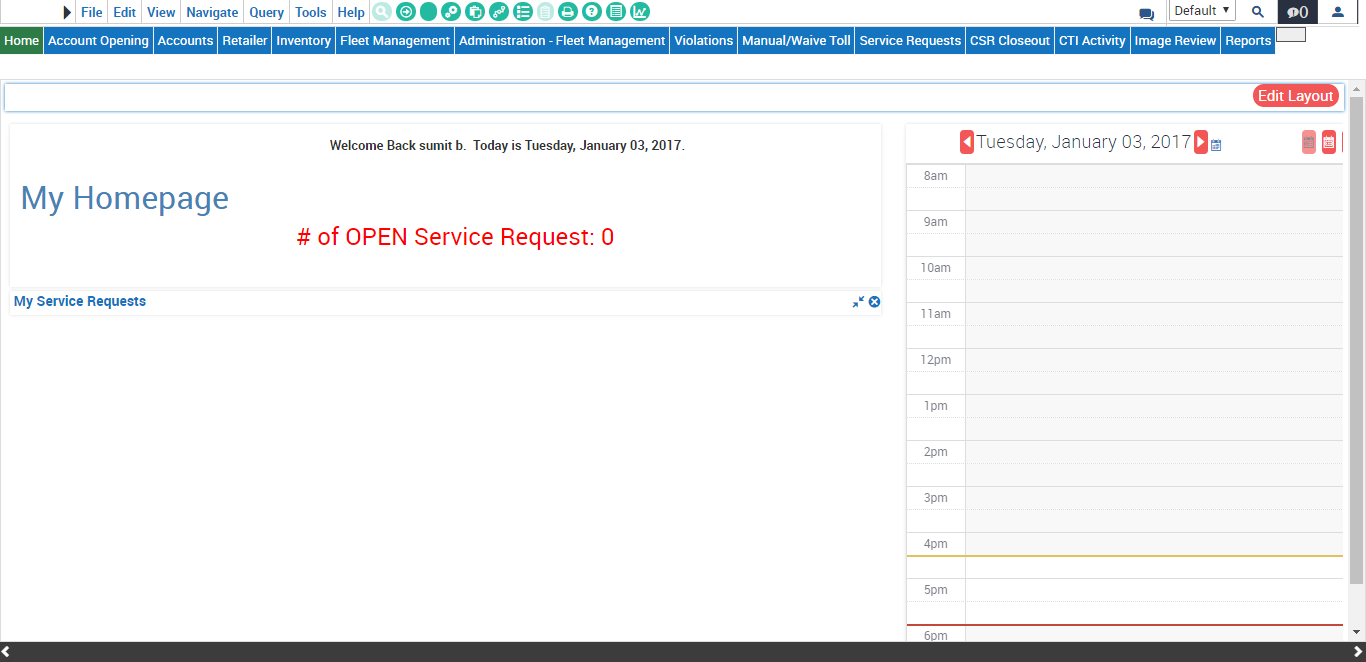 File Edit View Navigate Query Tools Help Default 0
Home Account Opening Accounts Retailer Inventory Fleet Management Administration - Fleet Management Violations Manual/Waive Toll Service Requests CSR Closeout CTI Activity Image Review Reports
Edit Layout
Welcome Back sumit b. Today is Tuesday, January 03, 2017.
My Homepage
# of OPEN Service Request: 0
My Service Requests
Tuesday, January 03, 2017
8am
9am
10am
11am
12pm
1pm
2pm
3pm
4pm
5pm
6pm